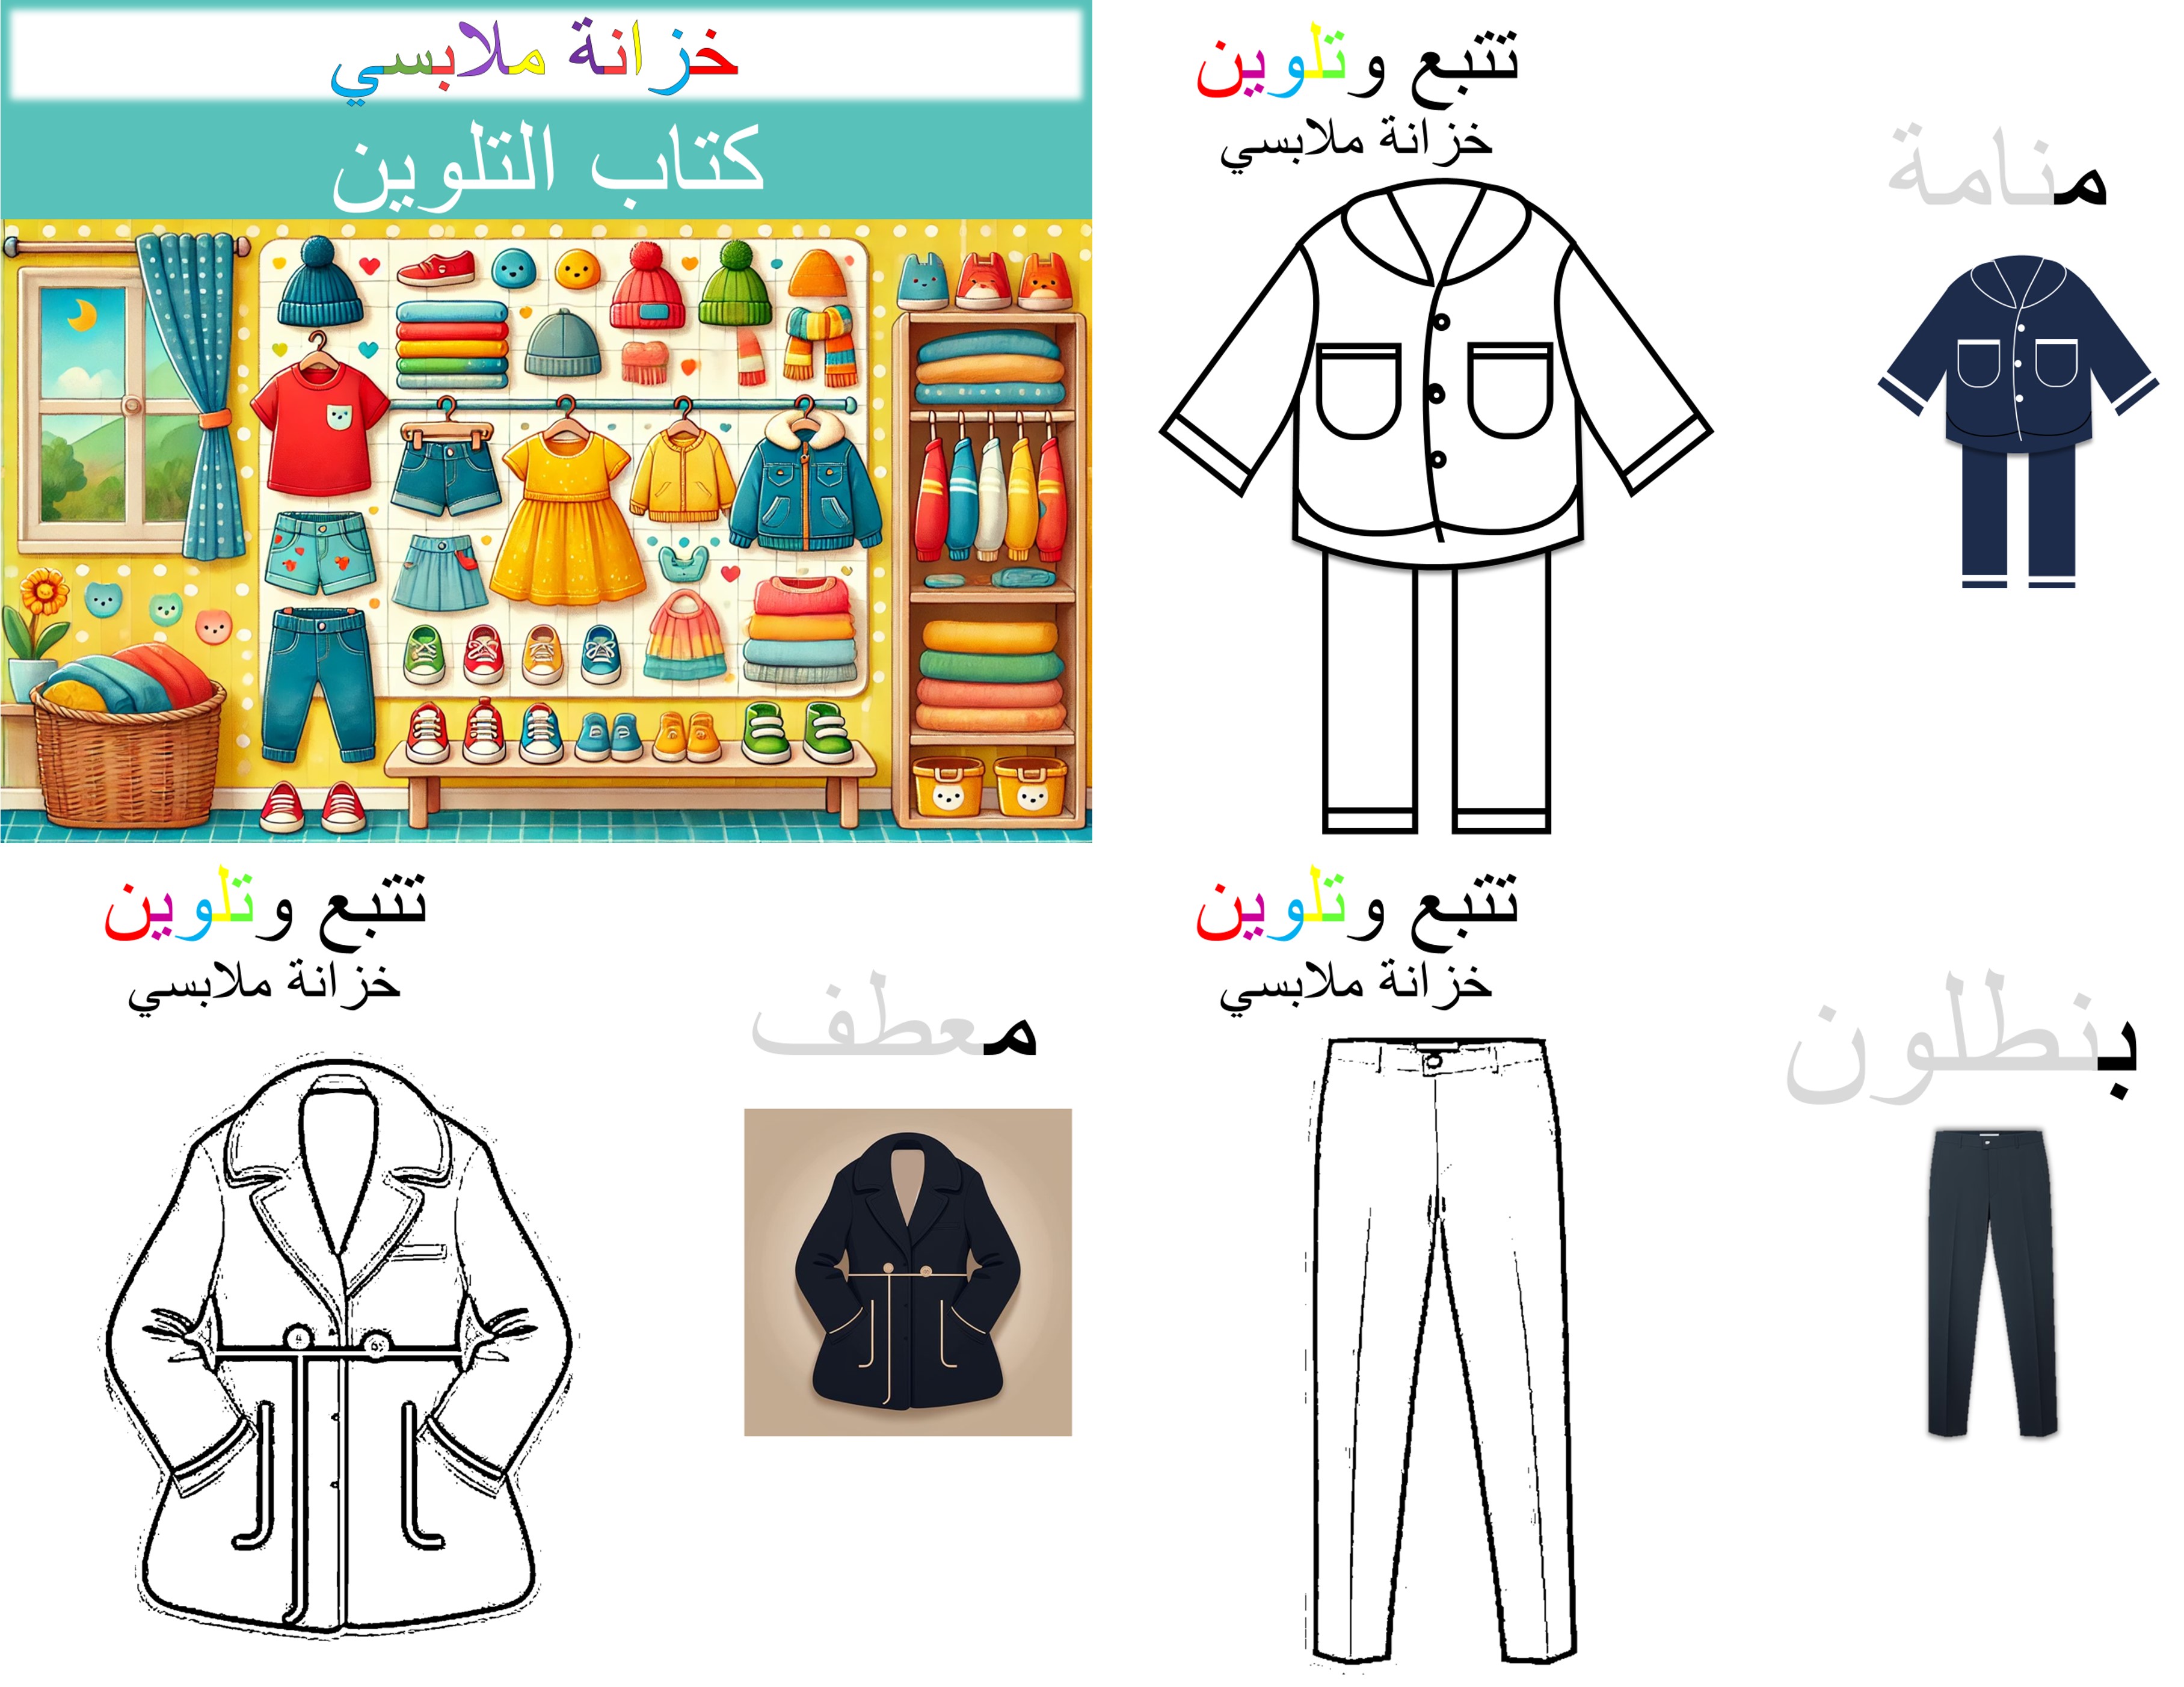 خزانة ملابسي
كتاب التلوين
تتبع وتلوين
خزانة ملابسي
منامة
تتبع وتلوين
خزانة ملابسي
معطف
تتبع وتلوين
خزانة ملابسي
بنطلون